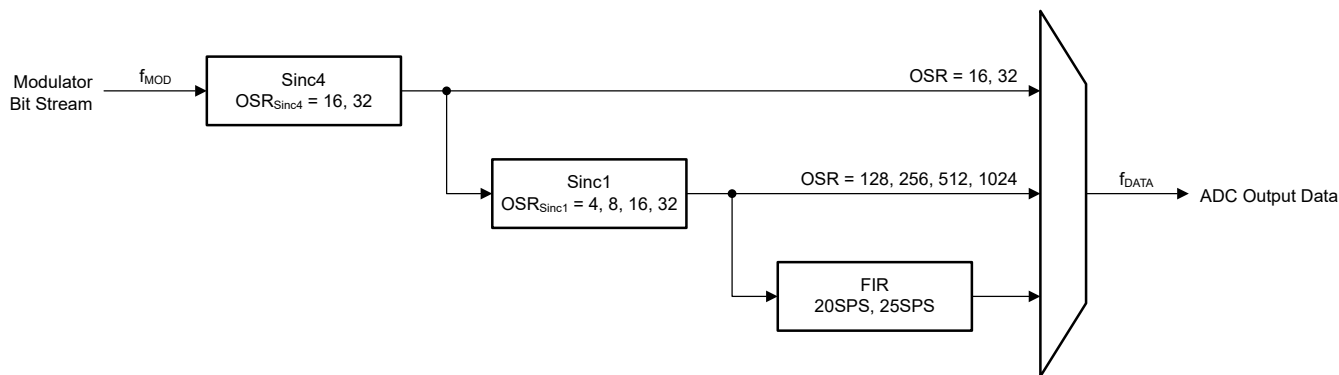 Modulator
Bit Stream
fMOD
Sinc4
OSRSinc4 = 16, 32
OSR = 16, 32
Sinc1
OSRSinc1 = 4, 8, 16, 32
OSR = 128, 256, 512, 1024
fDATA
ADC Output Data
FIR
20SPS, 25SPS